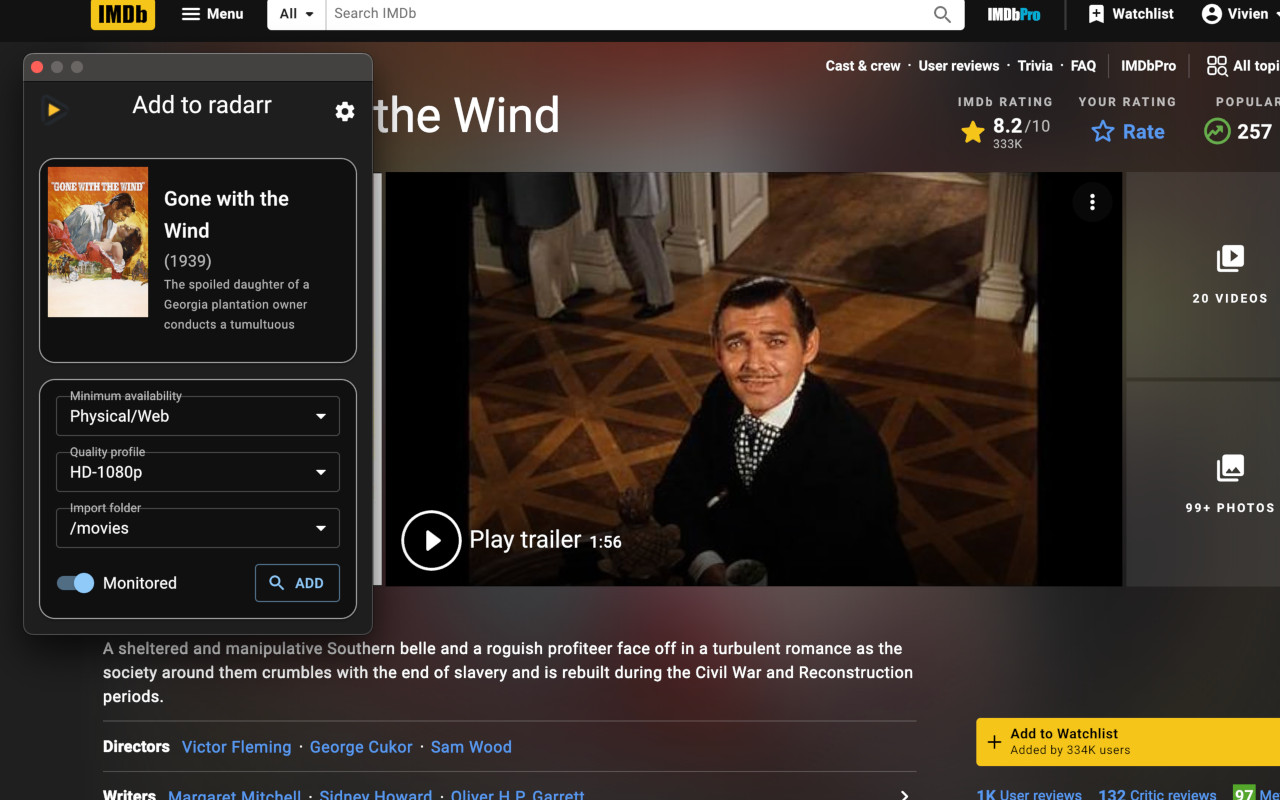 IMDb
Menu
All
Search IMDb
IMDbPro
Watchlist
Vivien
Cast & crew · User reviews · Trivia · FAQ
IMDbPro
All topi
Add to radarr
the Wind
IMDb RATING
8.2/10
333K
YOUR RATING
Rate
POPULAR
257
"GONE WITH THE WIND"
Gone with the
Wind
(1939)
The spoiled daughter of a
Georgia plantation owner
conducts a tumultuous
Minimum availability
Physical/Web
Quality profile
HD-1080p
Import folder
/movies
Monitored
ADD
Play trailer 1:56
20 VIDEOS
99+ PHOTOS
A sheltered and manipulative Southern belle and a roguish profiteer face off in a turbulent romance as the
society around them crumbles with the end of slavery and is rebuilt during the Civil War and Reconstruction
periods.
Directors Victor Fleming · George Cukor · Sam Wood
Writers Margaret Mitchell · Sidney Howard · Oliver H.P. Garrett
Add to Watchlist
Added by 334K users
1K User reviews 132 Critic reviews 97 Me